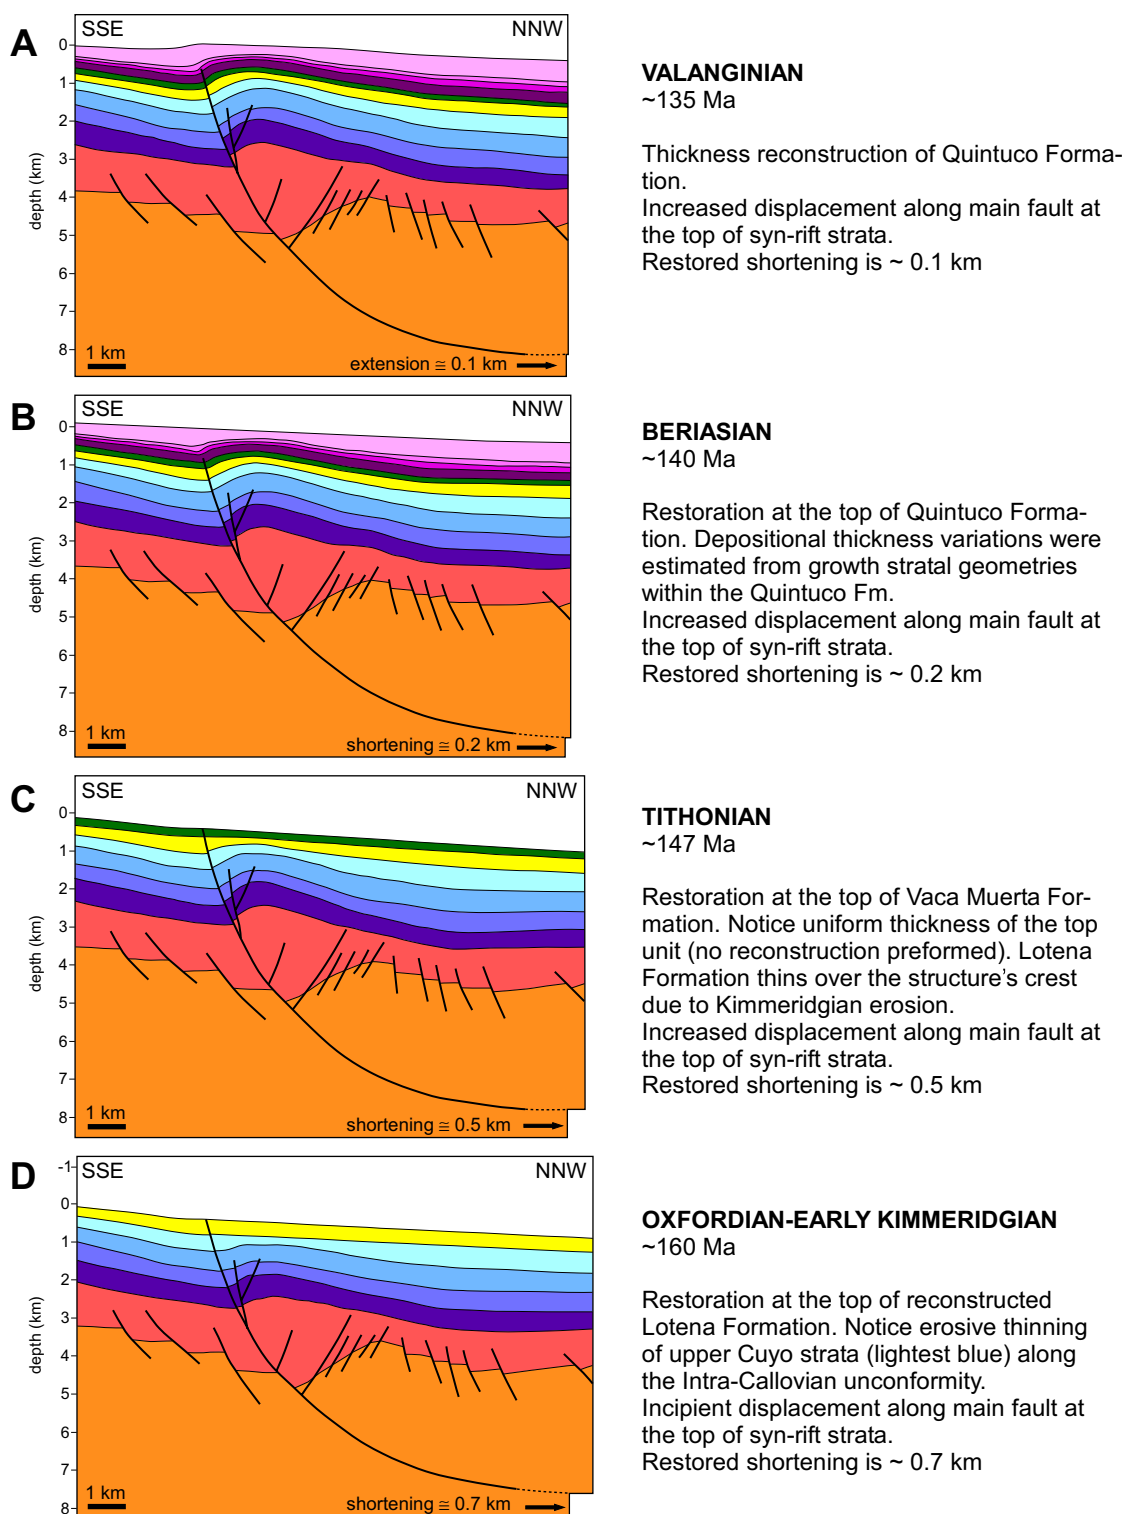 A
SSE NNW
0
1
2
3
4
5
6
7
8
depth (km)
1 km
extension ≅ 0.1 km
VALANGINIAN
~135 Ma
Thickness reconstruction of Quintuco Forma-
tion.
Increased displacement along main fault at
the top of syn-rift strata.
Restored shortening is ~ 0.1 km
B
SSE NNW
0
1
2
3
4
5
6
7
8
depth (km)
1 km
shortening ≅ 0.2 km
BERIASIAN
~140 Ma
Restoration at the top of Quintuco Forma-
tion. Depositional thickness variations were
estimated from growth stratal geometries
within the Quintuco Fm.
Increased displacement along main fault at
the top of syn-rift strata.
Restored shortening is ~ 0.2 km
C
SSE NNW
0
1
2
3
4
5
6
7
8
depth (km)
1 km
shortening ≅ 0.5 km
TITHONIAN
~147 Ma
Restoration at the top of Vaca Muerta For-
mation. Notice uniform thickness of the top
unit (no reconstruction preformed). Lotena
Formation thins over the structure's crest
due to Kimmeridgian erosion.
Increased displacement along main fault at
the top of syn-rift strata.
Restored shortening is ~ 0.5 km
D
SSE NNW
-1
0
1
2
3
4
5
6
7
8
depth (km)
1 km
shortening ≅ 0.7 km
OXFORDIAN-EARLY KIMMERIDGIAN
~160 Ma
Restoration at the top of reconstructed
Lotena Formation. Notice erosive thinning
of upper Cuyo strata (lightest blue) along
the Intra-Callovian unconformity.
Incipient displacement along main fault at
the top of syn-rift strata.
Restored shortening is ~ 0.7 km